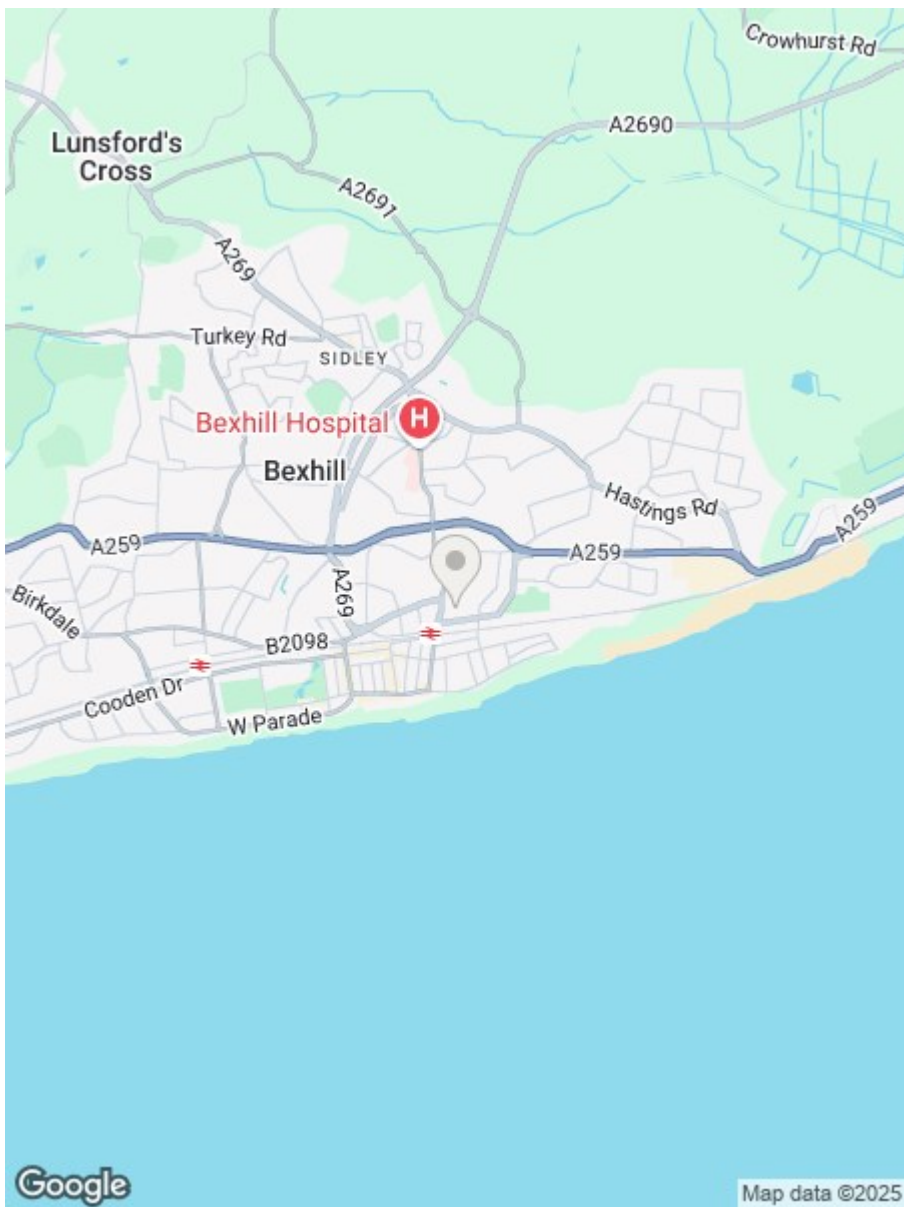 Crowhurst Rd
A2690
Lunsford's
Cross
A2691
A269
Turkey Rd
SIDLEY
Bexhill Hospital
H
Bexhill
Hastings Rd
A259
A259
A259
Birkdale
A269
B2098
Cooden Dr
W Parade
Google
Map data ©2025